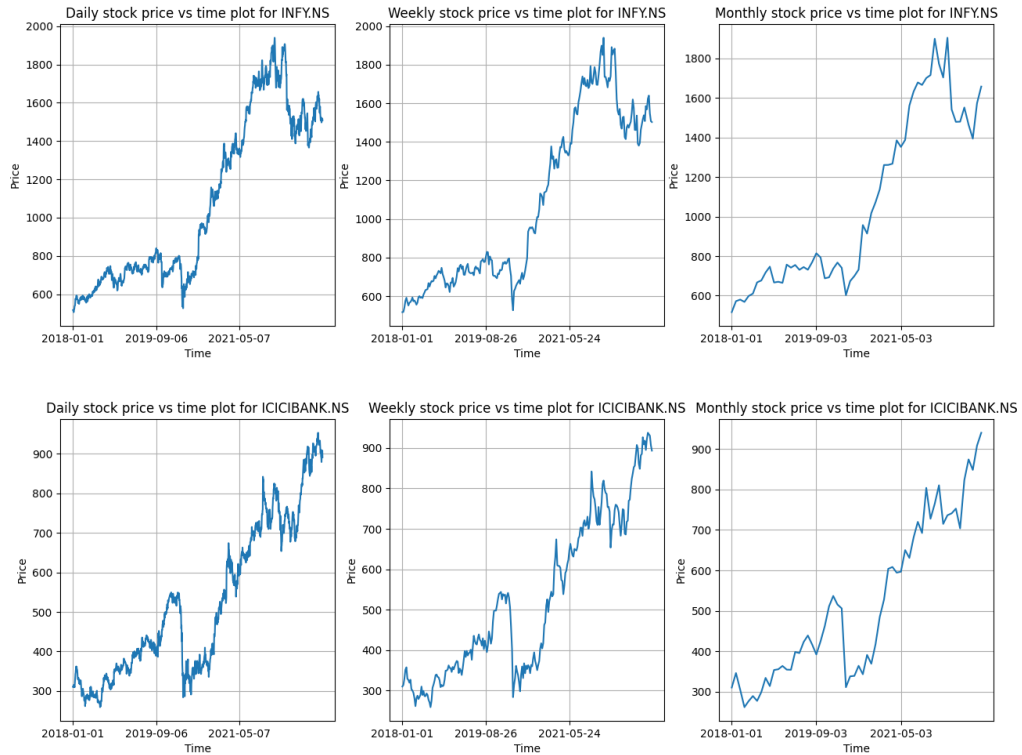 Daily stock price vs time plot for INFY.NS
Weekly stock price vs time plot for INFY.NS
Monthly stock price vs time plot for INFY.NS
2000
1800
1600
1400
1200
1000
800
600
Price
2018-01-01 2019-09-06 2021-05-07
Time
2000
1800
1600
1400
1200
1000
800
600
Price
2018-01-01 2019-08-26 2021-05-24
Time
1800
1600
1400
1200
1000
800
600
Price
2018-01-01 2019-09-03 2021-05-03
Time
Daily stock price vs time plot for ICICIBANK.NS
Weekly stock price vs time plot for ICICIBANK.NS
Monthly stock price vs time plot for ICICIBANK.NS
900
800
700
600
500
400
300
Price
2018-01-01 2019-09-06 2021-05-07
Time
900
800
700
600
500
400
300
Price
2018-01-01 2019-08-26 2021-05-24
Time
900
800
700
600
500
400
300
Price
2018-01-01 2019-09-03 2021-05-03
Time